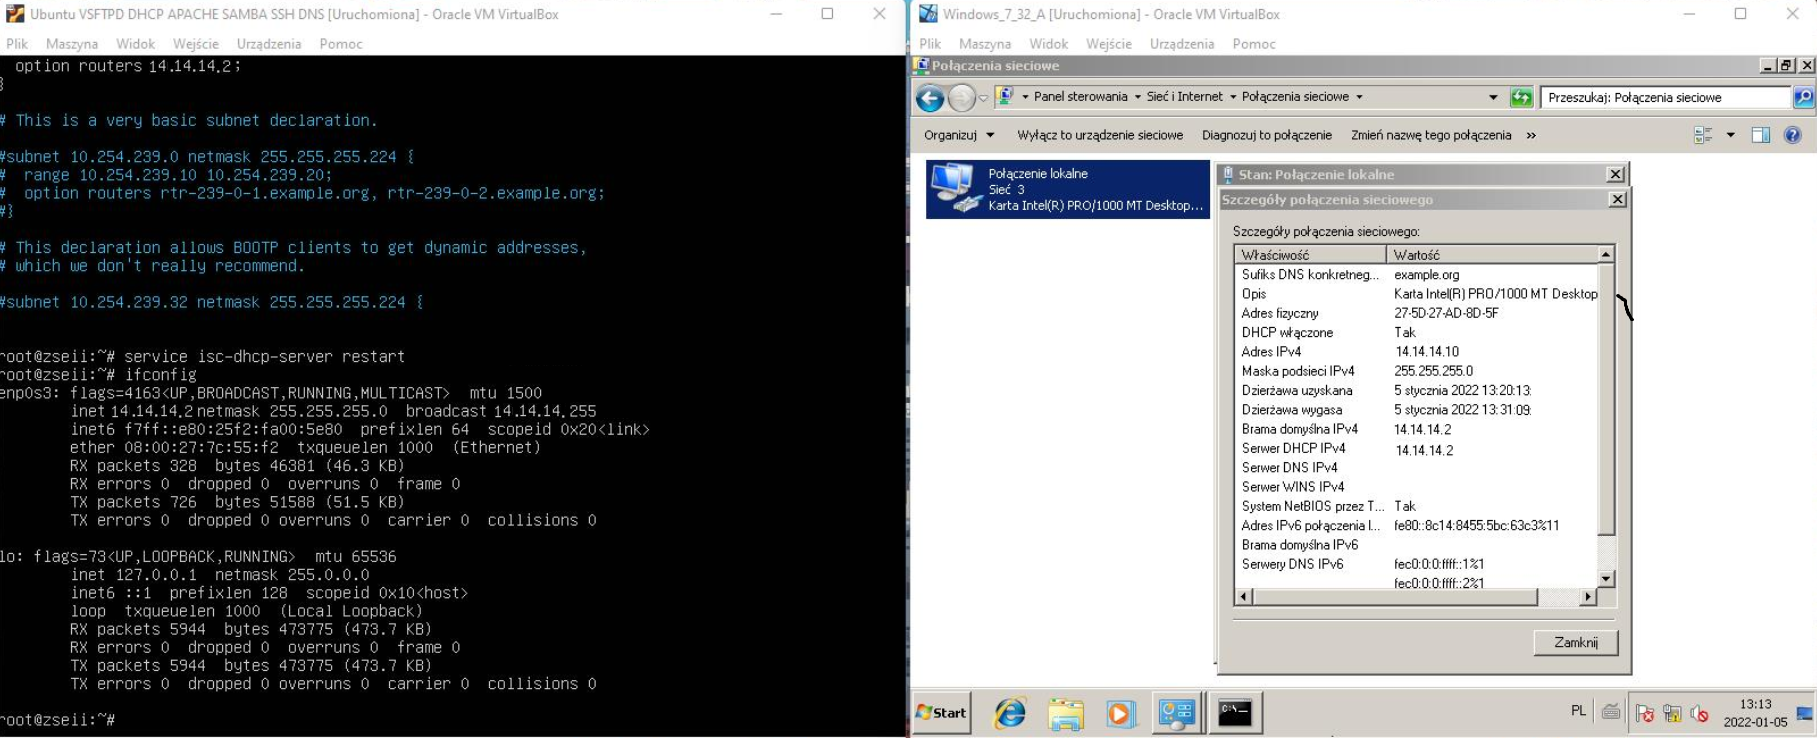 Ubuntu VSFTPD DHCP APACHE SAMBA SSH DNS [Uruchomiona] - Oracle VM VirtualBox
Plik Maszyna Widok Wejście Urządzenia Pomoc
option routers 14.14.14.2;
}
# This is a very basic subnet declaration.
#subnet 10.254.239.0 netmask 255.255.255.224 {
# range 10.254.239.10 10.254.239.20;
# option routers rtr-239-0-1.example.org, rtr-239-0-2.example.org;
#}
# This declaration allows BOOTP clients to get dynamic addresses,
# which we don't really recommend.
#subnet 10.254.239.32 netmask 255.255.255.224 {
root@zseii:~# service isc-dhcp-server restart
root@zseii:~# ifconfig
enp0s3: flags=4163<UP,BROADCAST,RUNNING,MULTICAST> mtu 1500
inet 14.14.14.2 netmask 255.255.255.0 broadcast 14.14.14.255
inet6 f7ff::e80:25f2:fa00:5e80 prefixlen 64 scopeid 0x20<link>
ether 08:00:27:7c:55:f2 txqueuelen 1000 (Ethernet)
RX packets 328 bytes 46381 (46.3 KB)
RX errors 0 dropped 0 overruns 0 frame 0
TX packets 726 bytes 51588 (51.5 KB)
TX errors 0 dropped 0 overruns 0 carrier 0 collisions 0
lo: flags=73<UP,LOOPBACK,RUNNING> mtu 65536
inet 127.0.0.1 netmask 255.0.0.0
inet6 ::1 prefixlen 128 scopeid 0x10<host>
loop txqueuelen 1000 (Local Loopback)
RX packets 5944 bytes 473775 (473.7 KB)
RX errors 0 dropped 0 overruns 0 frame 0
TX packets 5944 bytes 473775 (473.7 KB)
TX errors 0 dropped 0 overruns 0 carrier 0 collisions 0
root@zseii:~#
Windows_7_32_A [Uruchomiona] - Oracle VM VirtualBox
Plik Maszyna Widok Wejście Urządzenia Pomoc
Połączenia sieciowe
Panel sterowania Sieć i Internet Połączenia sieciowe
Przeszukaj: Połączenia sieciowe
Organizuj Wyłącz to urządzenie sieciowe Diagnozuj to połączenie Zmień nazwę tego połączenia »
Połączenie lokalne
Sieć 3
Karta Intel(R) PRO/1000 MT Desktop...
Stan: Połączenie lokalne
Szczegóły połączenia sieciowego
Szczegóły połączenia sieciowego:
Właściwość Wartość
Sufiks DNS konkretneg... example.org
Opis Karta Intel(R) PRO/1000 MT Desktop
Adres fizyczny 27-5D-27-AD-8D-5F
DHCP włączone Tak
Adres IPv4 14.14.14.10
Maska podsieci IPv4 255.255.255.0
Dzierżawa uzyskana 5 stycznia 2022 13:20:13
Dzierżawa wygasa 5 stycznia 2022 13:31:09
Brama domyślna IPv4 14.14.14.2
Serwer DHCP IPv4 14.14.14.2
Serwer DNS IPv4
Serwer WINS IPv4
System NetBIOS przez T... Tak
Adres IPv6 połączenia l... fe80::8c14:8455:5bc:63c3%11
Brama domyślna IPv6
Serwery DNS IPv6 fec0:0:0:ffff::1%1
fec0:0:0:ffff::2%1
Zamknij
Start
PL
13:13
2022-01-05